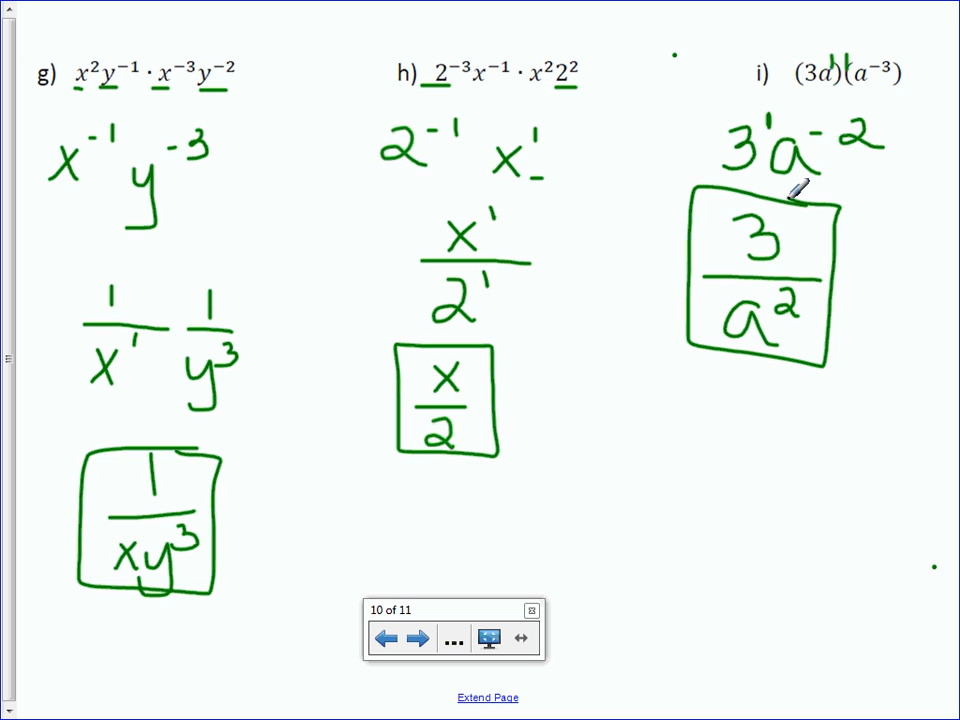 g) x²y⁻¹ · x⁻³y⁻²
x⁻¹ y⁻³
1/x¹ 1/y³
1/xy³
h) 2⁻³x⁻¹ · x²2²
2⁻¹ x¹
x¹/2¹
x/2
i) (3a)(a⁻³)
3¹a⁻²
3/a²
10 of 11
...
Extend Page